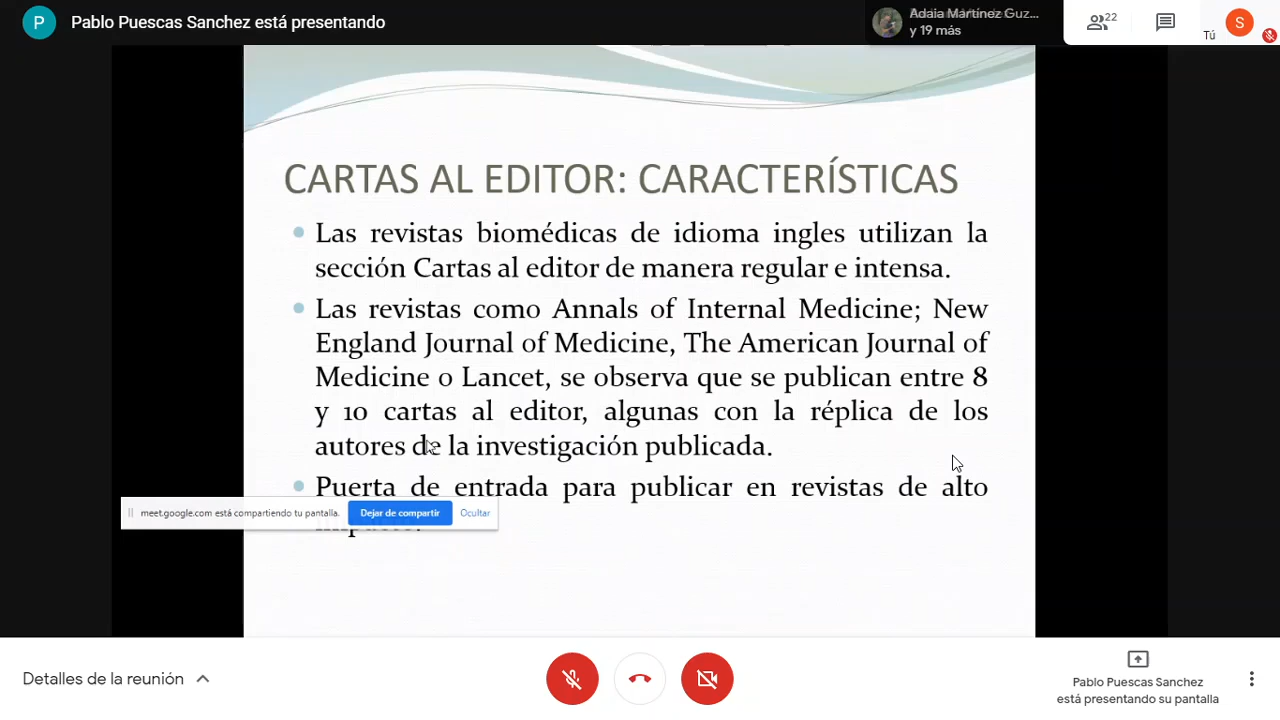 P Pablo Puescas Sanchez está presentando
Adaia Martínez Guz...
y 19 más
22
Tú
S
CARTAS AL EDITOR: CARACTERÍSTICAS
Las revistas biomédicas de idioma ingles utilizan la
sección Cartas al editor de manera regular e intensa.
Las revistas como Annals of Internal Medicine; New
England Journal of Medicine, The American Journal of
Medicine o Lancet, se observa que se publican entre 8
y 10 cartas al editor, algunas con la réplica de los
autores de la investigación publicada.
Puerta de entrada para publicar en revistas de alto
meet.google.com está compartiendo tu pantalla. Dejar de compartir Ocultar
Detalles de la reunión
Pablo Puescas Sanchez
está presentando su pantalla